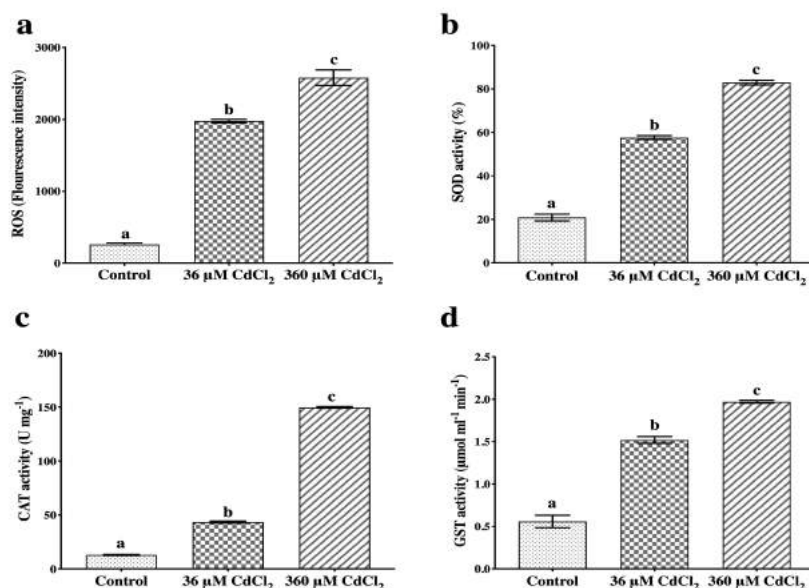 a
ROS (Flourescence intensity)
3000
2000
1000
0
a
b
c
Control
36 µM CdCl₂
360 µM CdCl₂
b
SOD activity (%)
100
80
60
40
20
0
a
b
c
Control
36 µM CdCl₂
360 µM CdCl₂
c
CAT activity (U mg⁻¹)
200
150
100
50
0
a
b
c
Control
36 µM CdCl₂
360 µM CdCl₂
d
GST activity (µmol ml⁻¹ min⁻¹)
2.5
2.0
1.5
1.0
0.5
0.0
a
b
c
Control
36 µM CdCl₂
360 µM CdCl₂